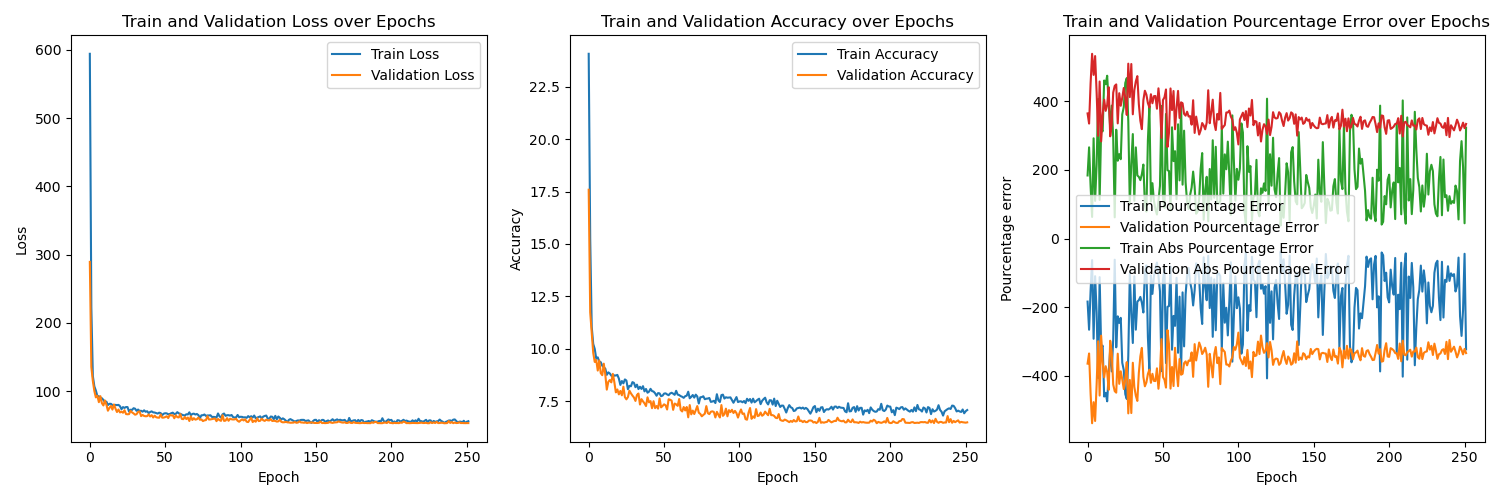 Train and Validation Loss over Epochs
Train Loss
Validation Loss
600
500
400
300
200
100
Loss
0
50
100
150
200
250
Epoch
Train and Validation Accuracy over Epochs
Train Accuracy
Validation Accuracy
22.5
20.0
17.5
15.0
12.5
10.0
7.5
Accuracy
0
50
100
150
200
250
Epoch
Train and Validation Pourcentage Error over Epochs
400
200
0
−200
−400
Pourcentage error
Train Pourcentage Error
Validation Pourcentage Error
Train Abs Pourcentage Error
Validation Abs Pourcentage Error
0
50
100
150
200
250
Epoch